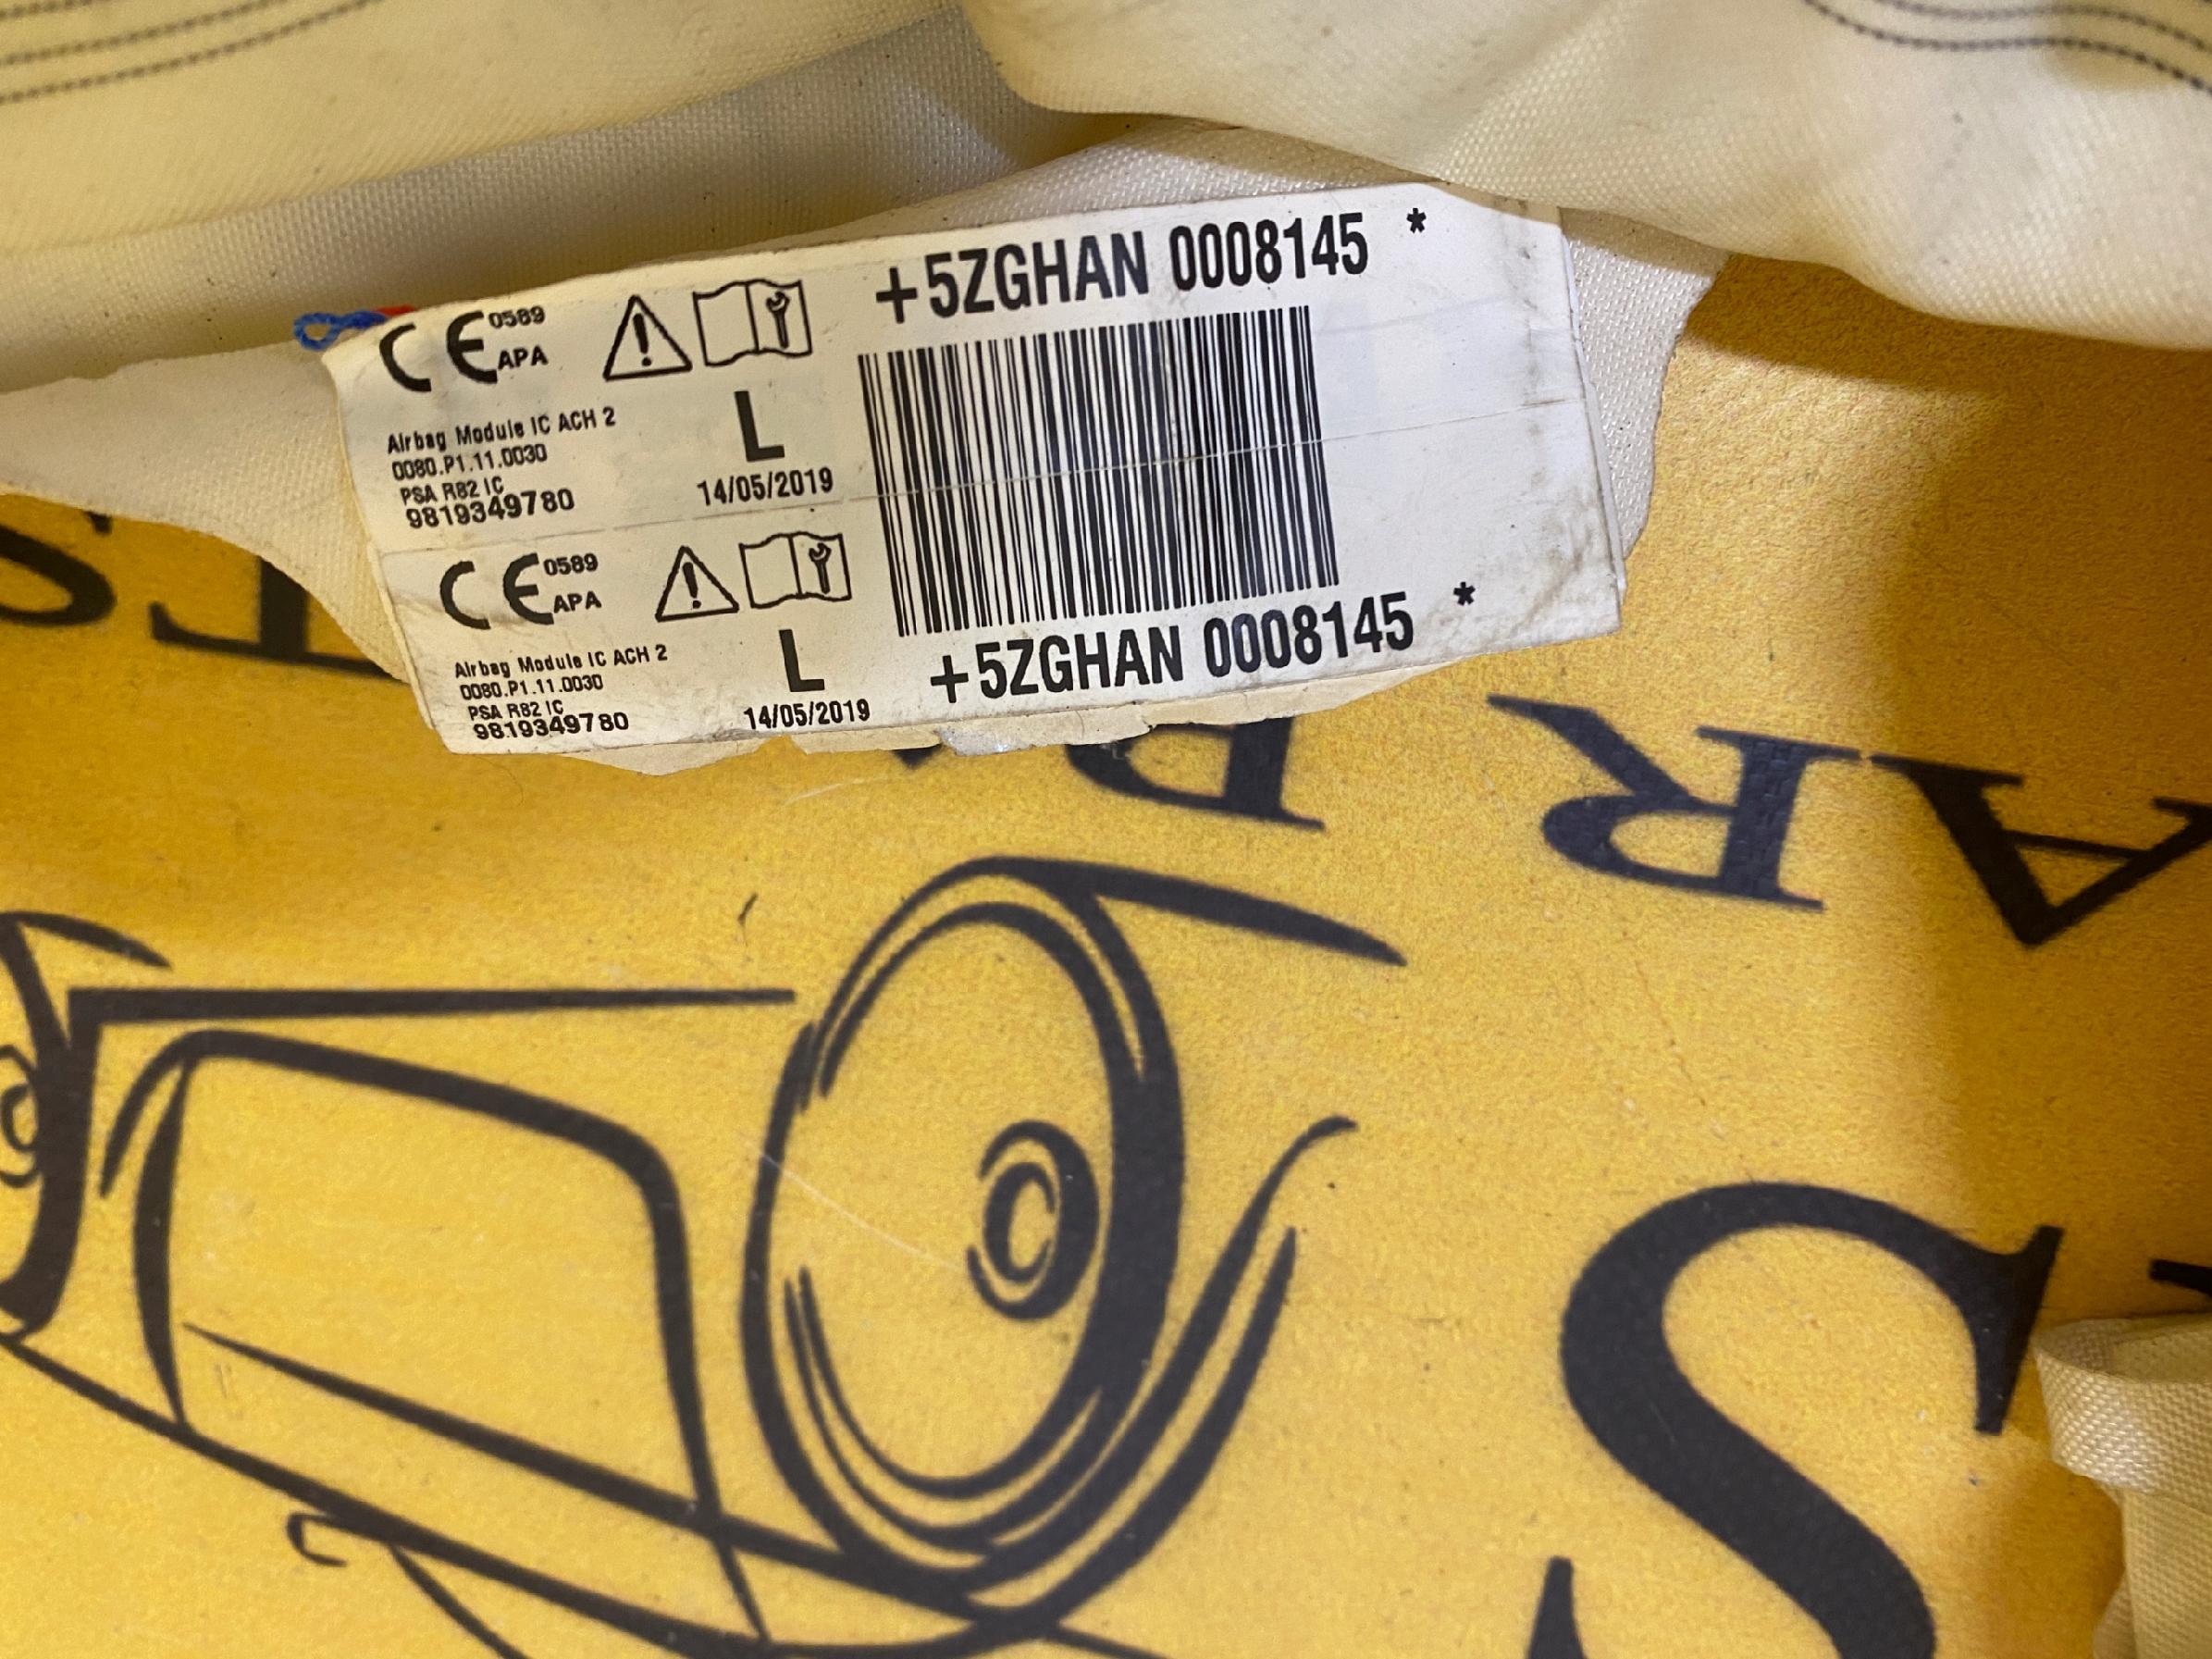 +5ZGHAN 0008145 *
CE 0589
APA
L
Airbag Module IC ACH 2
0080.P1.11.0030
PSA R82 IC
9819349780
14/05/2019
CE 0589
APA
L
Airbag Module IC ACH 2
0080.P1.11.0030
PSA R82 IC
9819349780
14/05/2019
+5ZGHAN 0008145 *
AR
S